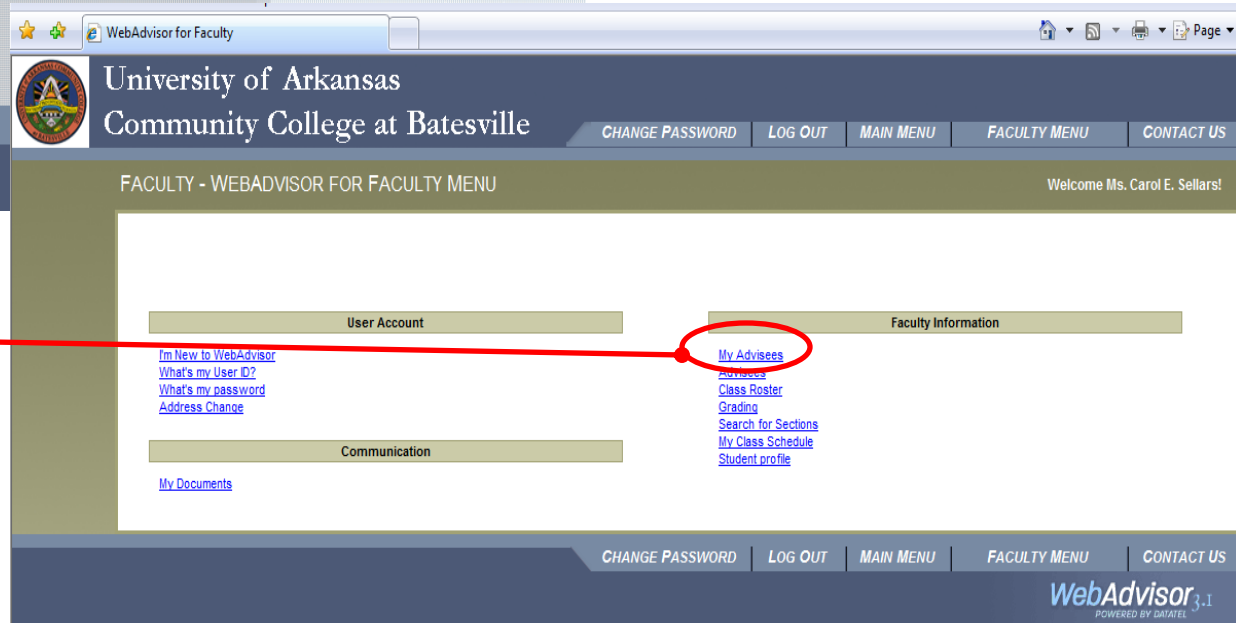 WebAdvisor for Faculty
Page
University of Arkansas
Community College at Batesville
CHANGE PASSWORD LOG OUT MAIN MENU FACULTY MENU CONTACT US
FACULTY - WEBADVISOR FOR FACULTY MENU
Welcome Ms. Carol E. Sellars!
User Account
I'm New to WebAdvisor
What's my User ID?
What's my password
Address Change
Communication
My Documents
Faculty Information
My Advisees
Advisees
Class Roster
Grading
Search for Sections
My Class Schedule
Student profile
CHANGE PASSWORD LOG OUT MAIN MENU FACULTY MENU CONTACT US
WebAdvisor 3.1
POWERED BY DATATEL